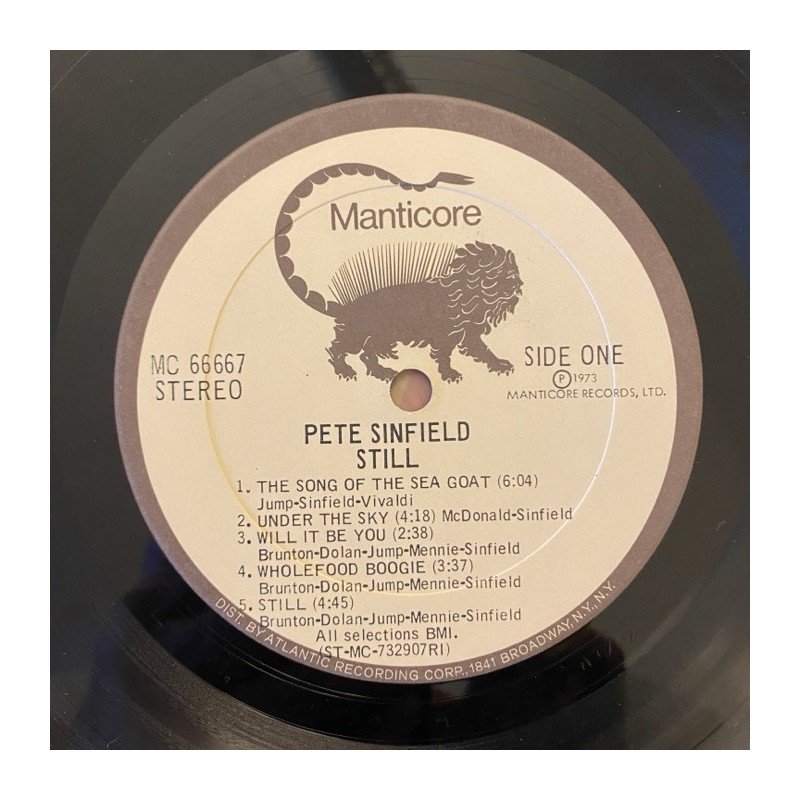 Manticore
MC 66667
STEREO
SIDE ONE
℗ 1973
MANTICORE RECORDS, LTD.
PETE SINFIELD
STILL
1. THE SONG OF THE SEA GOAT (6:04)
Jump-Sinfield-Vivaldi
2. UNDER THE SKY (4:18) McDonald-Sinfield
3. WILL IT BE YOU (2:38)
Brunton-Dolan-Jump-Mennie-Sinfield
4. WHOLEFOOD BOOGIE (3:37)
Brunton-Dolan-Jump-Mennie-Sinfield
5. STILL (4:45)
Brunton-Dolan-Jump-Mennie-Sinfield
All selections BMI.
(ST-MC-732907RI)
DIST. BY ATLANTIC RECORDING CORP., 1841 BROADWAY, N.Y., N.Y.